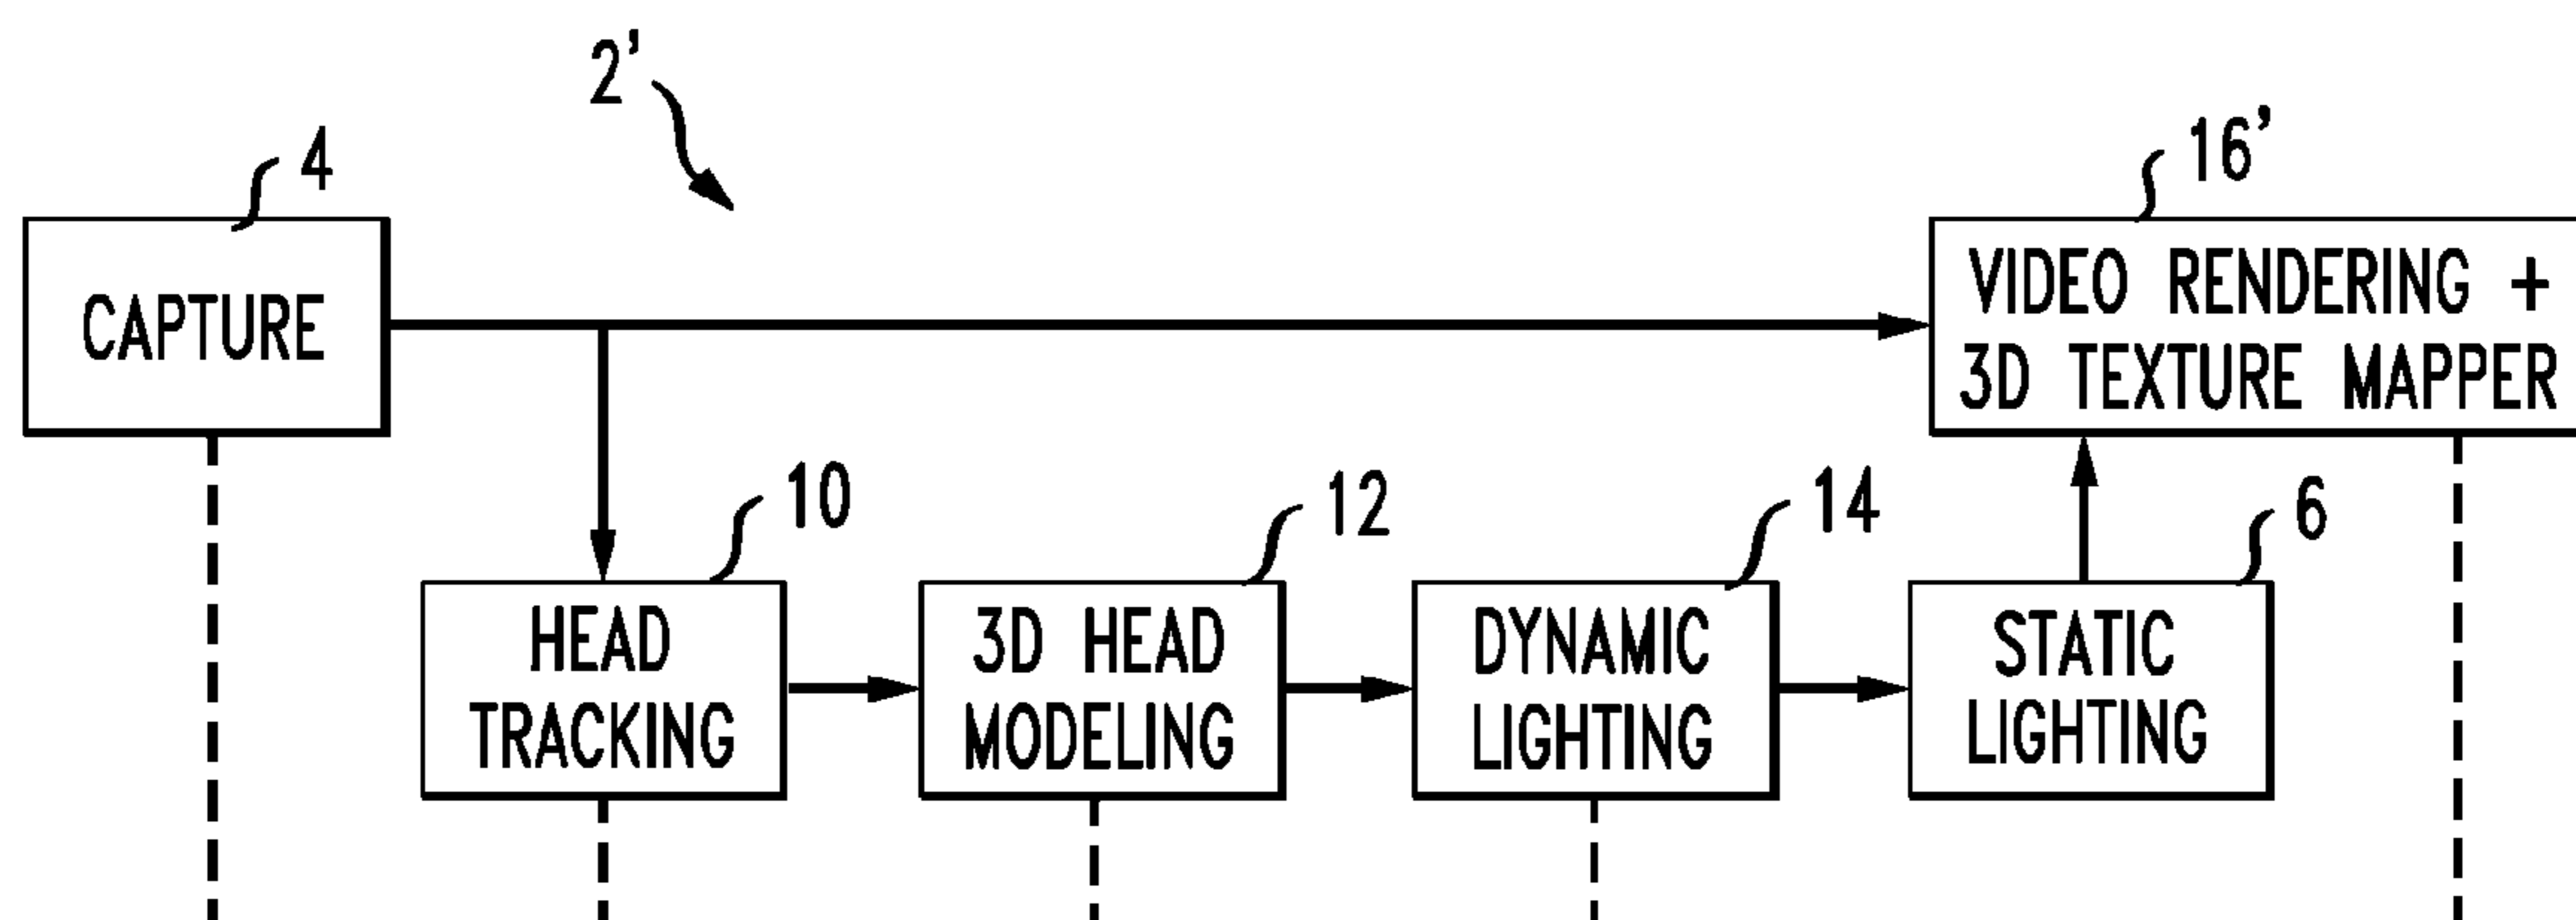 2'
4
16'
CAPTURE
VIDEO RENDERING +
3D TEXTURE MAPPER
10
12
14
6
HEAD
TRACKING
3D HEAD
MODELING
DYNAMIC
LIGHTING
STATIC
LIGHTING